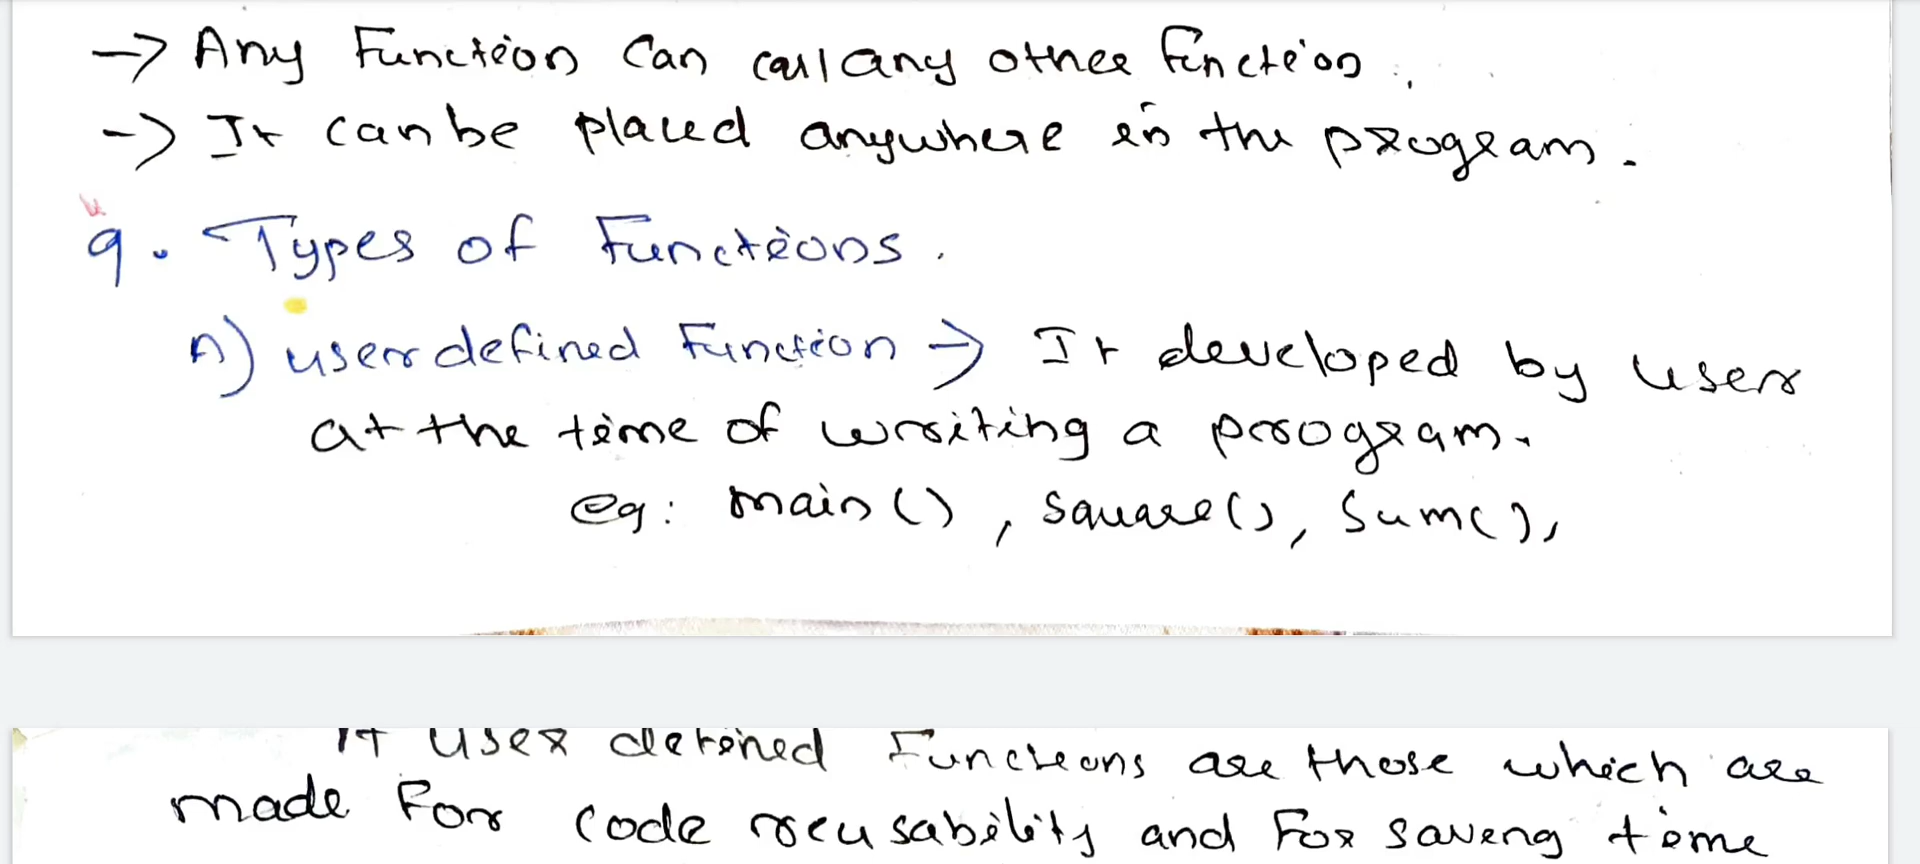 → Any Function Can call any other function.
→ It can be placed anywhere in the program.
9. Types of Functions.
A) user defined Function → It developed by user
at the time of writing a program.
eg: main(), square(), Sum(),
it user defined Functions are those which are
made for code reusability and for saving time